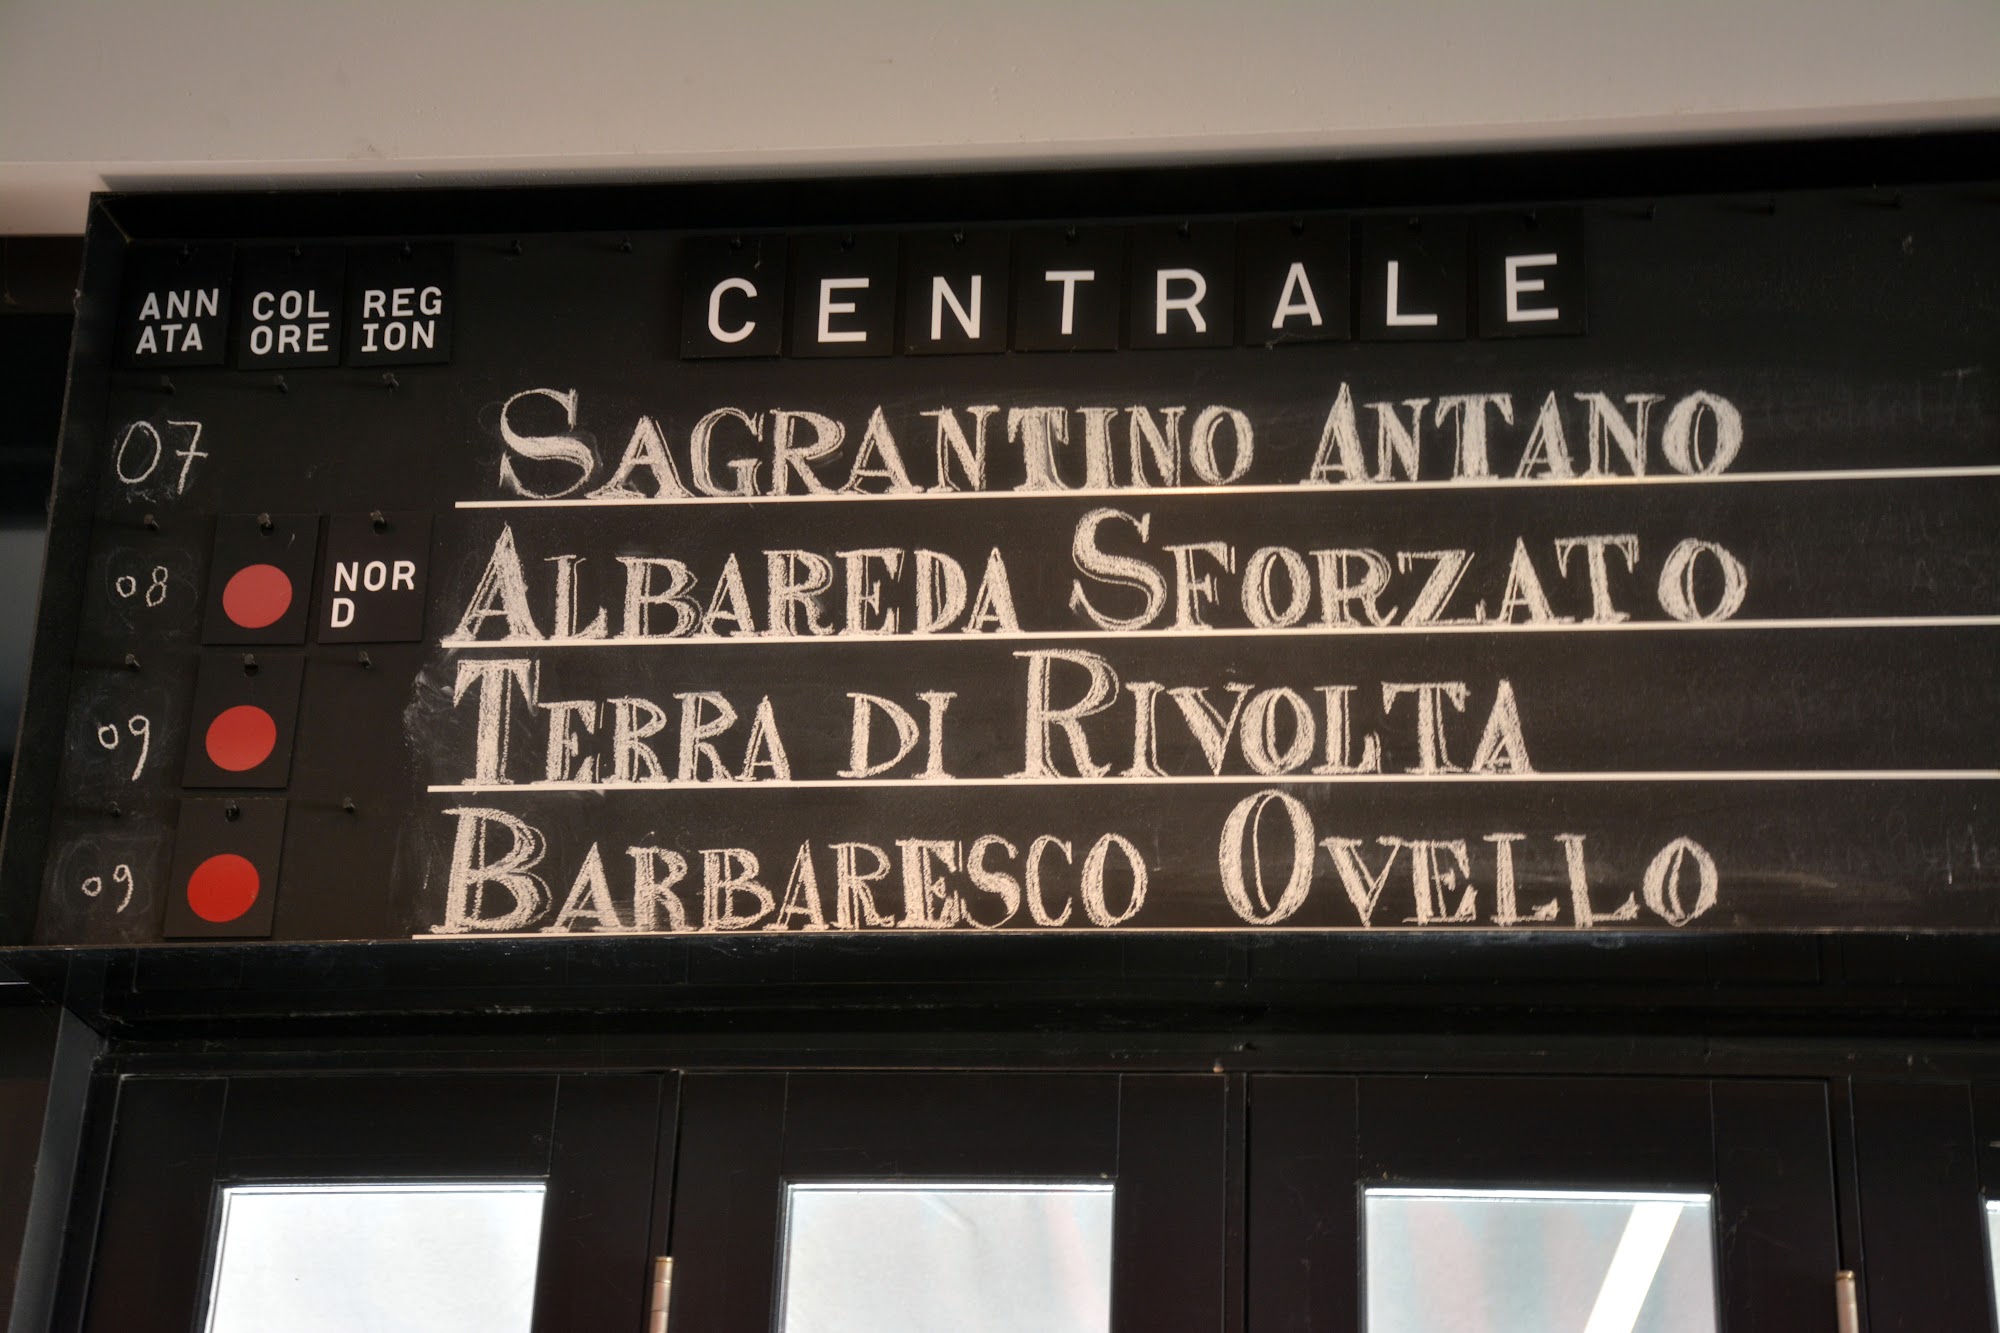 ANN COL REG
ATA ORE ION
CENTRALE
07 SAGRANTINO ANTANO
08 NOR D ALBAREDA SFORZATO
09 TERRA DI RIVOLTA
09 BARBARESCO OVELLO